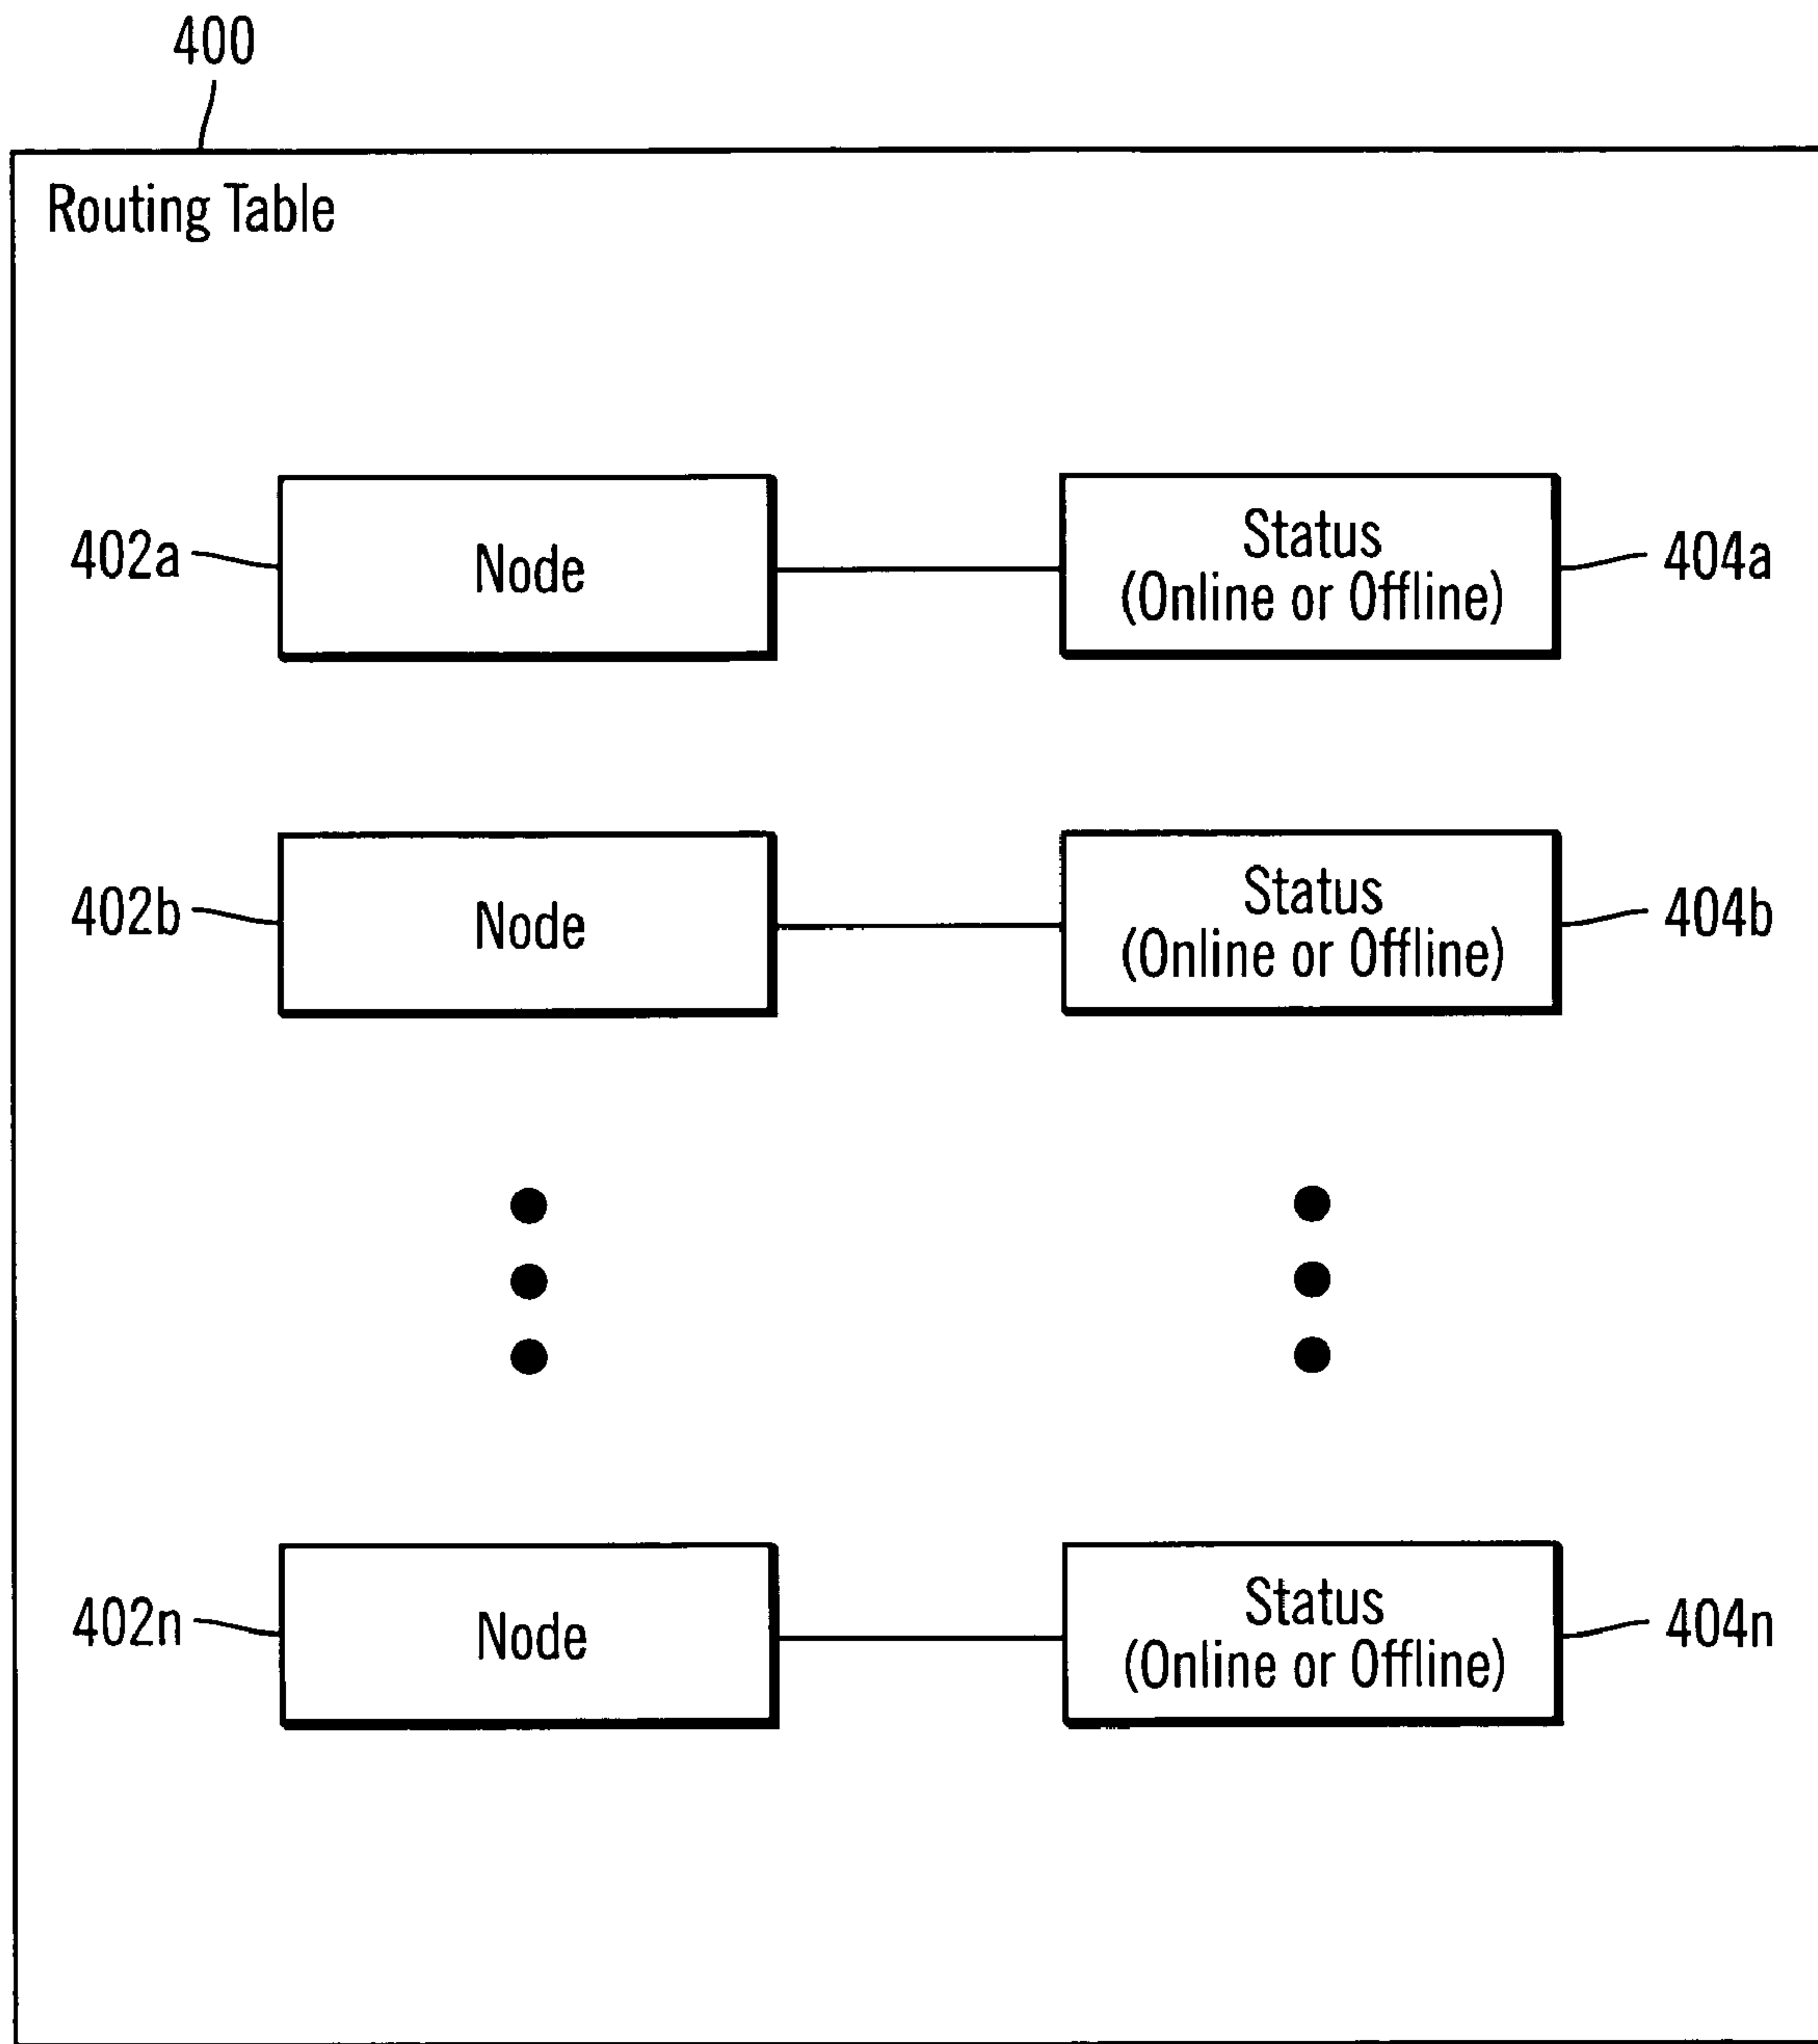 400
Routing Table
402a
Node
Status
(Online or Offline)
404a
402b
Node
Status
(Online or Offline)
404b
402n
Node
Status
(Online or Offline)
404n